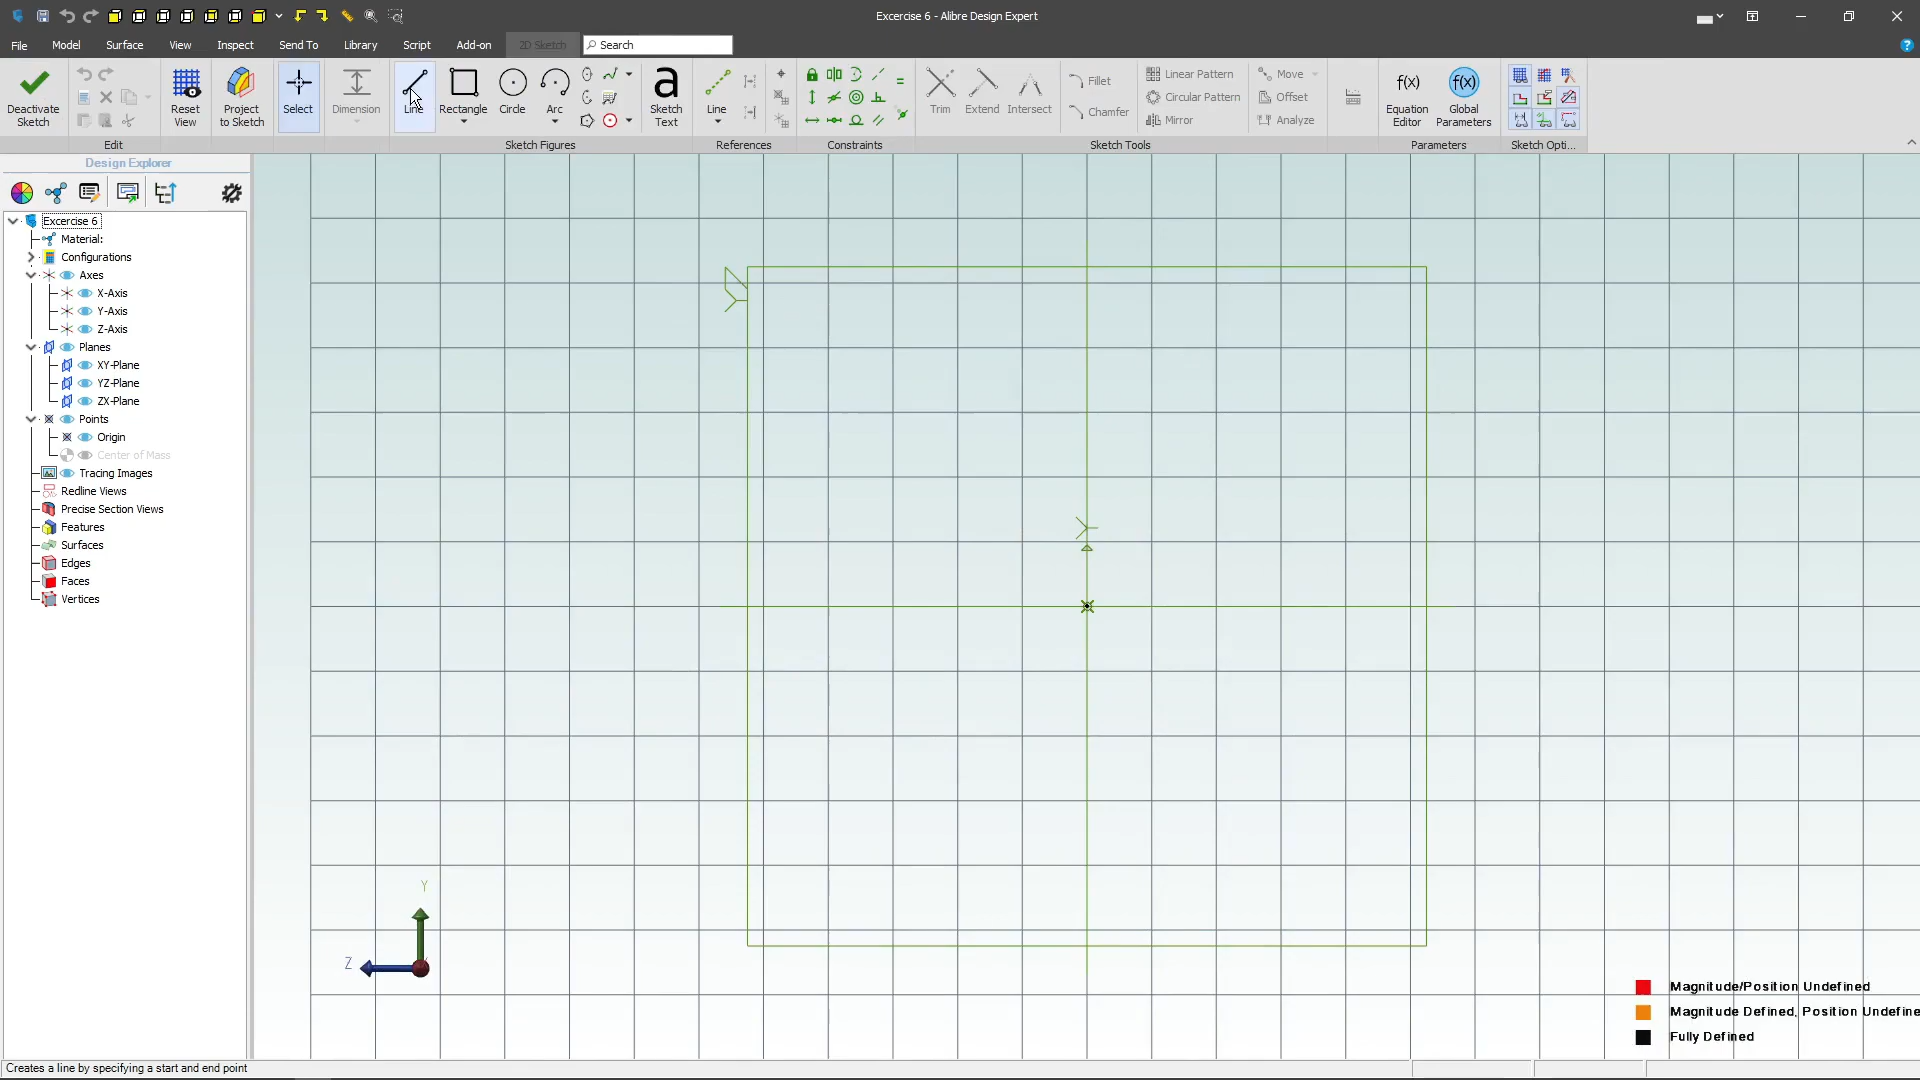 Excercise 6 - Alibre Design Expert
File Model Surface View Inspect Send To Library Script Add-on 2D Sketch Search
Deactivate Sketch
Edit
Reset View
Project to Sketch
Select
Dimension
Line
Rectangle
Circle
Arc
Sketch Text
Sketch Figures
Line
References
Constraints
Trim
Extend
Intersect
Fillet
Chamfer
Linear Pattern
Circular Pattern
Mirror
Move
Offset
Analyze
Sketch Tools
f(x)
Equation Editor
f(x)
Global Parameters
Parameters
Sketch Opti...
Design Explorer
Excercise 6
Material:
Configurations
Axes
X-Axis
Y-Axis
Z-Axis
Planes
XY-Plane
YZ-Plane
ZX-Plane
Points
Origin
Center of Mass
Tracing Images
Redline Views
Precise Section Views
Features
Surfaces
Edges
Faces
Vertices
Y
Y
Y
Z
Z
Magnitude/Position Undefined
Magnitude Defined, Position Undefine
Fully Defined
Creates a line by specifying a start and end point